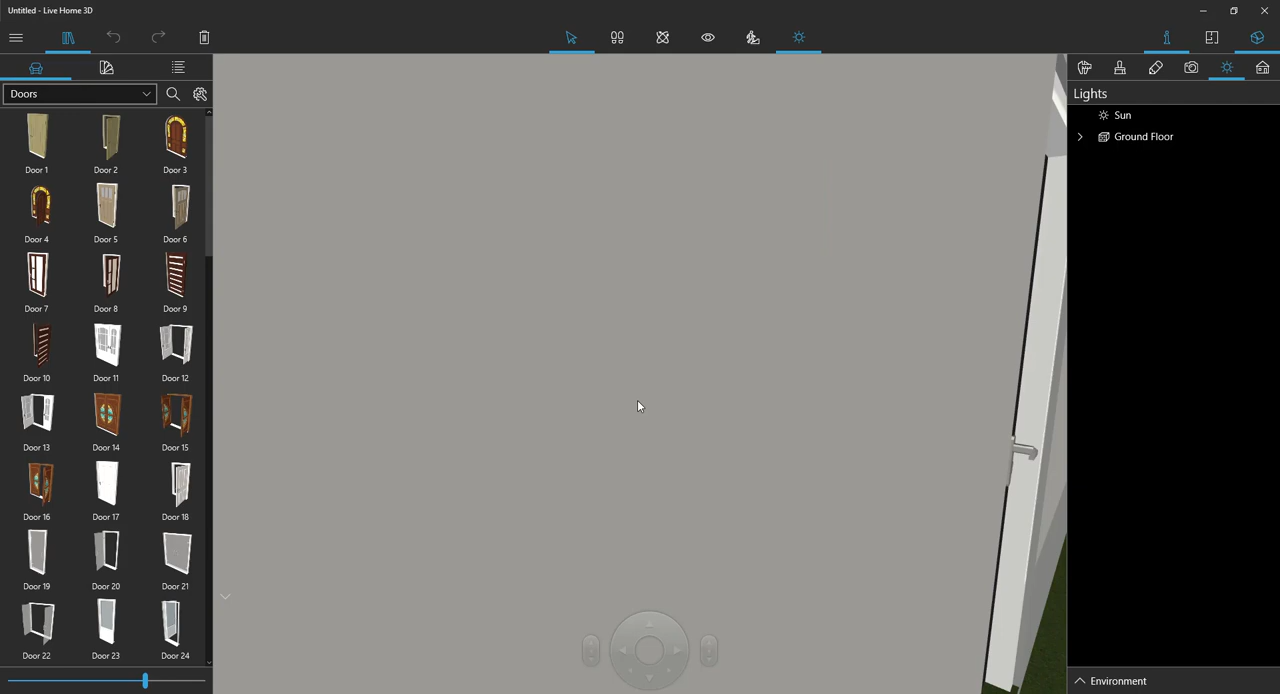 Untitled - Live Home 3D
Doors
Lights
Sun
Ground Floor
Door 1 Door 2 Door 3
Door 4 Door 5 Door 6
Door 7 Door 8 Door 9
Door 10 Door 11 Door 12
Door 13 Door 14 Door 15
Door 16 Door 17 Door 18
Door 19 Door 20 Door 21
Door 22 Door 23 Door 24
Environment